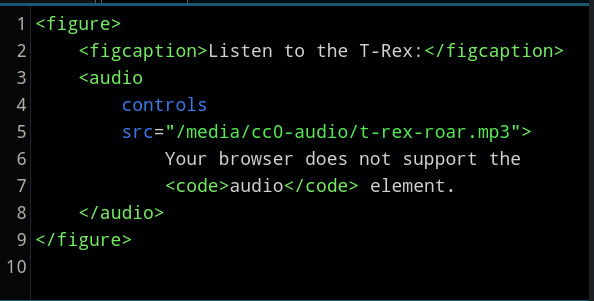 1 <figure>
2     <figcaption>Listen to the T-Rex:</figcaption>
3     <audio
4         controls
5         src="/media/cc0-audio/t-rex-roar.mp3">
6             Your browser does not support the
7             <code>audio</code> element.
8     </audio>
9 </figure>
10